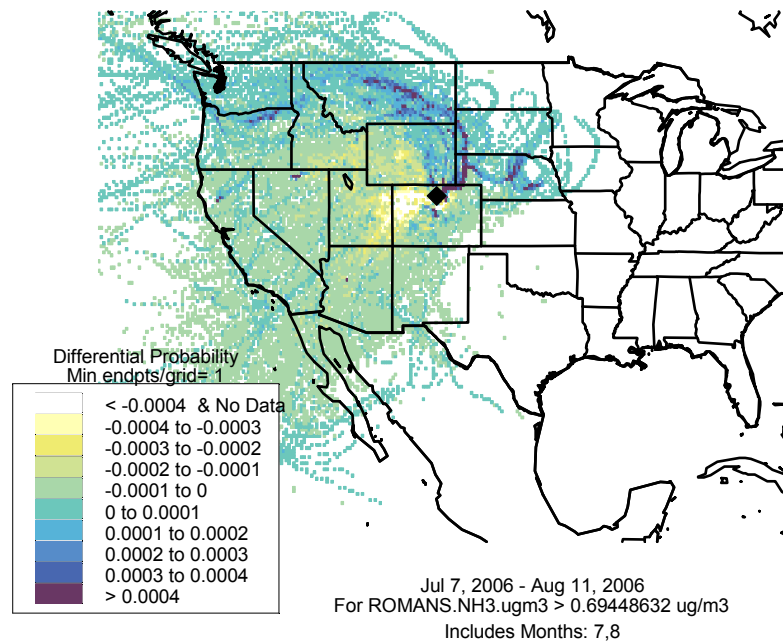 Differential Probability
Min endpts/grid= 1
< -0.0004 & No Data
-0.0004 to -0.0003
-0.0003 to -0.0002
-0.0002 to -0.0001
-0.0001 to 0
0 to 0.0001
0.0001 to 0.0002
0.0002 to 0.0003
0.0003 to 0.0004
> 0.0004
Jul 7, 2006 - Aug 11, 2006
For ROMANS.NH3.ugm3 > 0.69448632 ug/m3
Includes Months: 7,8